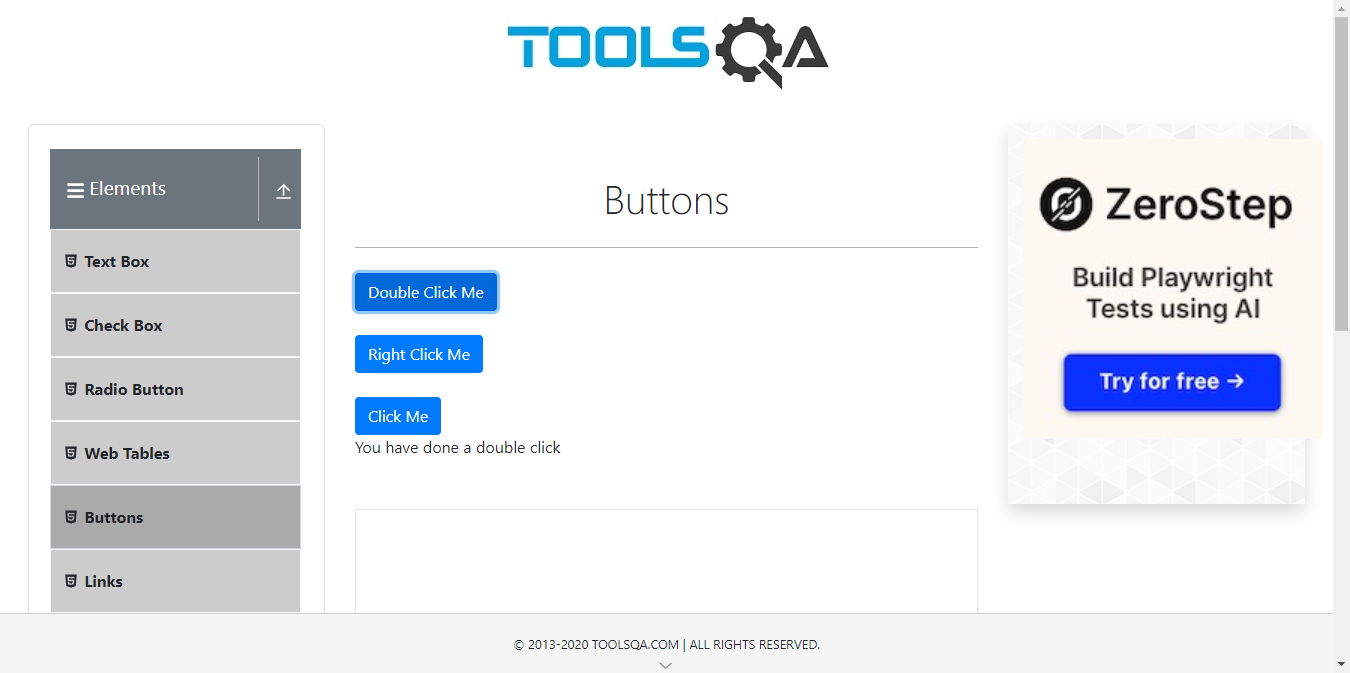 TOOLSQA
Elements
Text Box
Check Box
Radio Button
Web Tables
Buttons
Links
Buttons
Double Click Me
Right Click Me
Click Me
You have done a double click
ZeroStep
Build Playwright
Tests using AI
Try for free →
© 2013-2020 TOOLSQA.COM | ALL RIGHTS RESERVED.